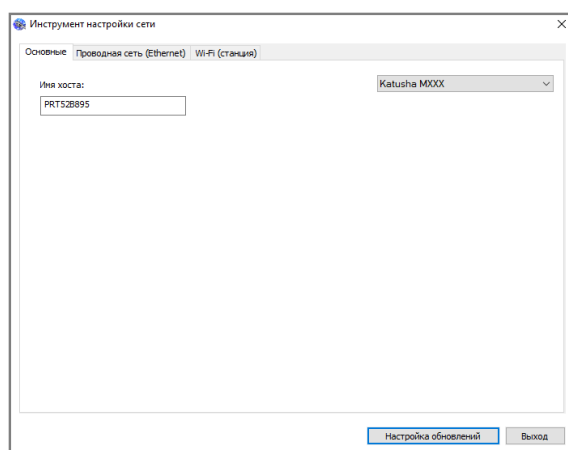 Инструмент настройки сети
Основные Проводная сеть (Ethernet) Wi-Fi (станция)
Имя хоста:
Katusha MXXX
PRT52B895
Настройка обновлений Выход